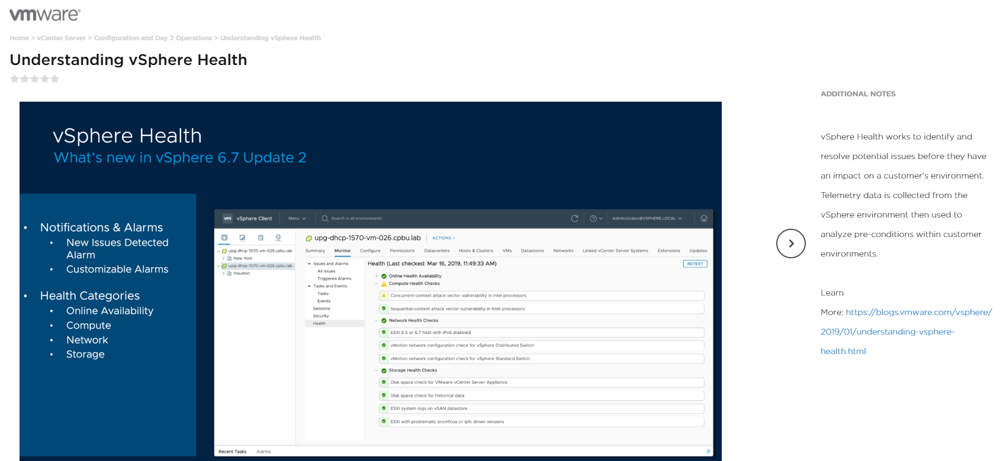 vmware®
Home > vCenter Server > Configuration and Day 2 Operations > Understanding vSphere Health
Understanding vSphere Health
vSphere Health
What's new in vSphere 6.7 Update 2
• Notifications & Alarms
• New Issues Detected
Alarm
• Customizable Alarms
• Health Categories
• Online Availability
• Compute
• Network
• Storage
vm vSphere Client Menu Search in all environments Administrator@VSPHERE.LOCAL
upg-dhcp-1570-vm-025.cpbu.lab
New York
upg-dhcp-1570-vm-026.cpbu.lab
Houston
upg-dhcp-1570-vm-026.cpbu.lab ACTIONS
Summary Monitor Configure Permissions Datacenters Hosts & Clusters VMs Datastores Networks Linked vCenter Server Systems Extensions Updates
Issues and Alarms
All Issues
Triggered Alarms
Tasks and Events
Tasks
Events
Sessions
Security
Health
Health (Last checked: Mar 16, 2019, 11:49:33 AM) RETEST
Online Health Availability
Compute Health Checks
Concurrent-context attack vector vulnerability in Intel processors
Sequential-context attack vector vulnerability in Intel processors
Network Health Checks
ESXi 6.5 or 6.7 host with IPv6 disabled
vMotion network configuration check for vSphere Distributed Switch
vMotion network configuration check for vSphere Standard Switch
Storage Health Checks
Disk space check for VMware vCenter Server Appliance
Disk space check for historical data
ESXi system logs on vSAN datastore
ESXi with problematic brcmfcoe or lpfc driver versions
Recent Tasks Alarms
ADDITIONAL NOTES
vSphere Health works to identify and
resolve potential issues before they have
an impact on a customer's environment.
Telemetry data is collected from the
vSphere environment then used to
analyze pre-conditions within customer
environments.
Learn
More: https://blogs.vmware.com/vsphere/
2019/01/understanding-vsphere-
health.html